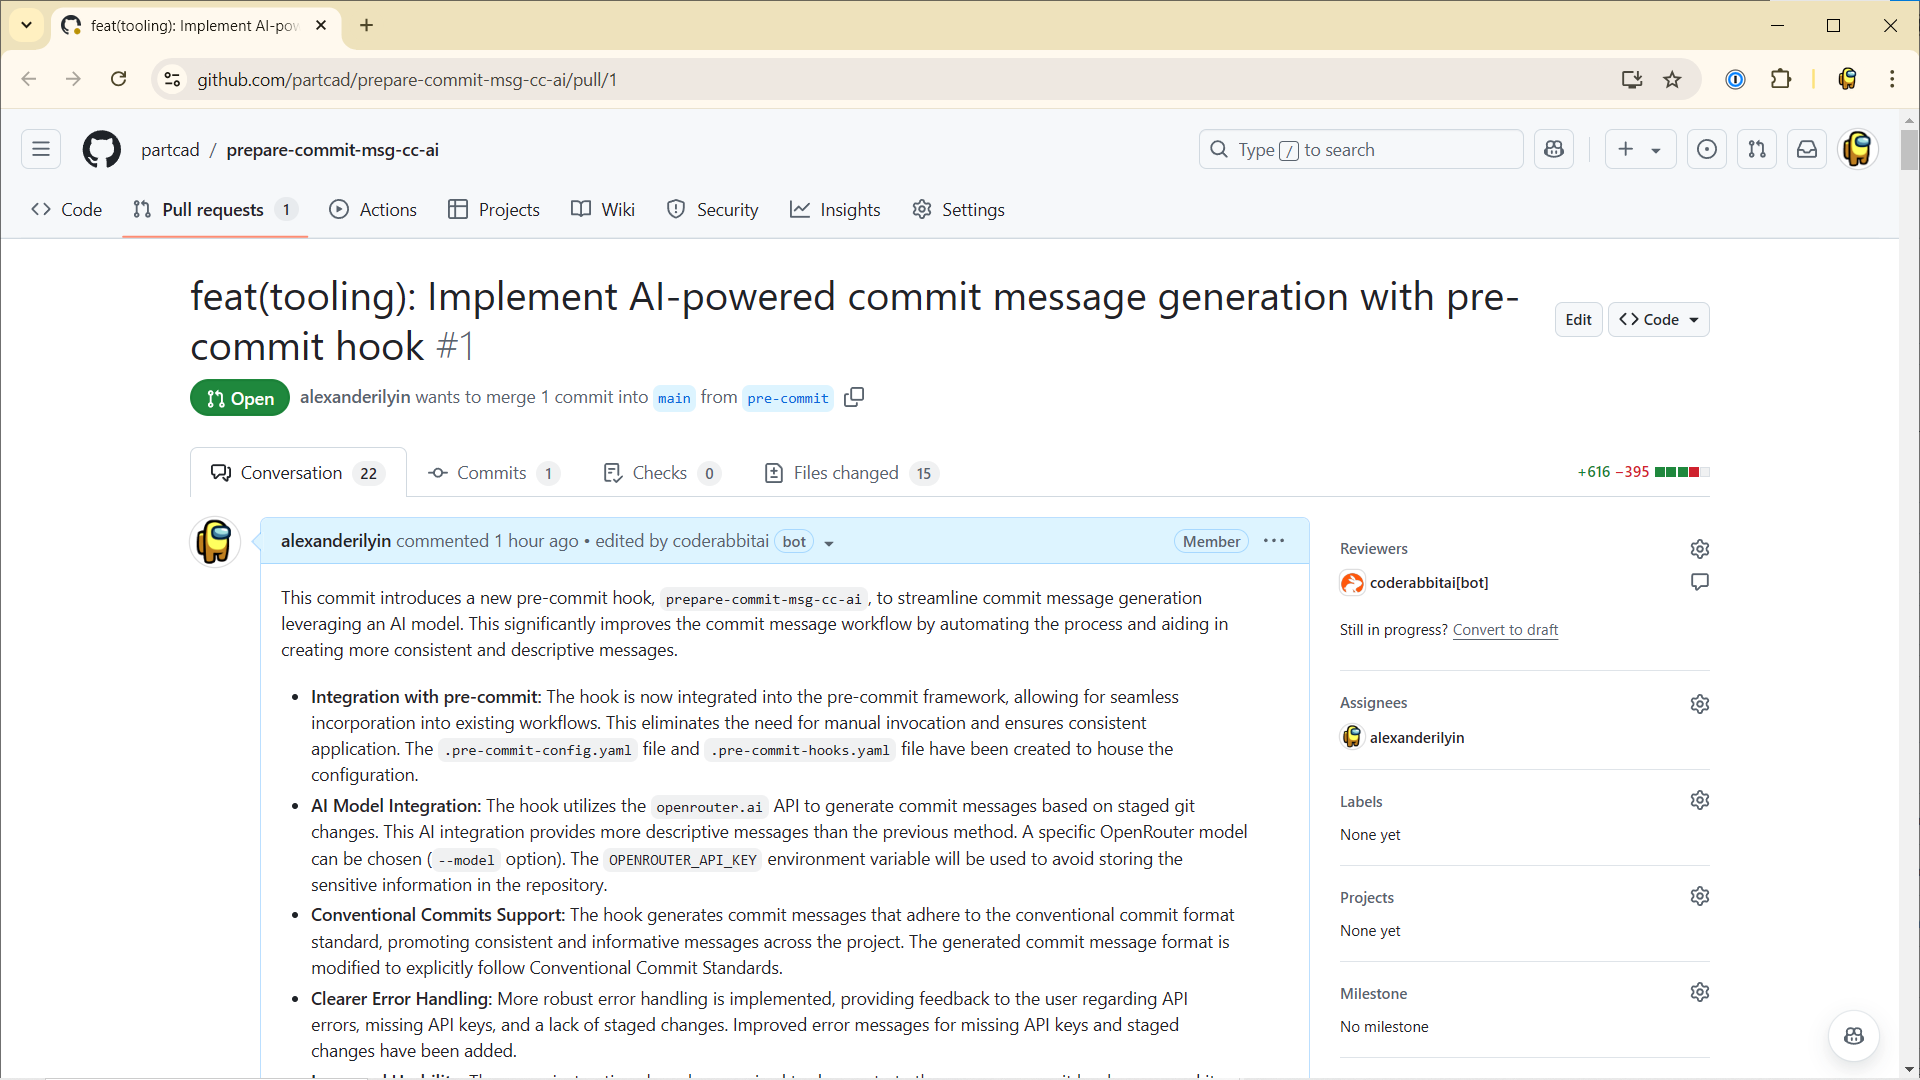 feat(tooling): Implement AI-pow
github.com/partcad/prepare-commit-msg-cc-ai/pull/1
partcad / prepare-commit-msg-cc-ai
Type / to search
Code
Pull requests 1
Actions
Projects
Wiki
Security
Insights
Settings
feat(tooling): Implement AI-powered commit message generation with pre-
commit hook #1
Edit
Code
Open
alexanderilyin wants to merge 1 commit into main from pre-commit
Conversation 22
Commits 1
Checks 0
Files changed 15
+616 −395
alexanderilyin commented 1 hour ago • edited by coderabbitai bot
Member
This commit introduces a new pre-commit hook, prepare-commit-msg-cc-ai , to streamline commit message generation
leveraging an AI model. This significantly improves the commit message workflow by automating the process and aiding in
creating more consistent and descriptive messages.
• Integration with pre-commit: The hook is now integrated into the pre-commit framework, allowing for seamless
incorporation into existing workflows. This eliminates the need for manual invocation and ensures consistent
application. The .pre-commit-config.yaml file and .pre-commit-hooks.yaml file have been created to house the
configuration.
• AI Model Integration: The hook utilizes the openrouter.ai API to generate commit messages based on staged git
changes. This AI integration provides more descriptive messages than the previous method. A specific OpenRouter model
can be chosen ( --model option). The OPENROUTER_API_KEY environment variable will be used to avoid storing the
sensitive information in the repository.
• Conventional Commits Support: The hook generates commit messages that adhere to the conventional commit format
standard, promoting consistent and informative messages across the project. The generated commit message format is
modified to explicitly follow Conventional Commit Standards.
• Clearer Error Handling: More robust error handling is implemented, providing feedback to the user regarding API
errors, missing API keys, and a lack of staged changes. Improved error messages for missing API keys and staged
changes have been added.
Reviewers
coderabbitai[bot]
Still in progress? Convert to draft
Assignees
alexanderilyin
Labels
None yet
Projects
None yet
Milestone
No milestone